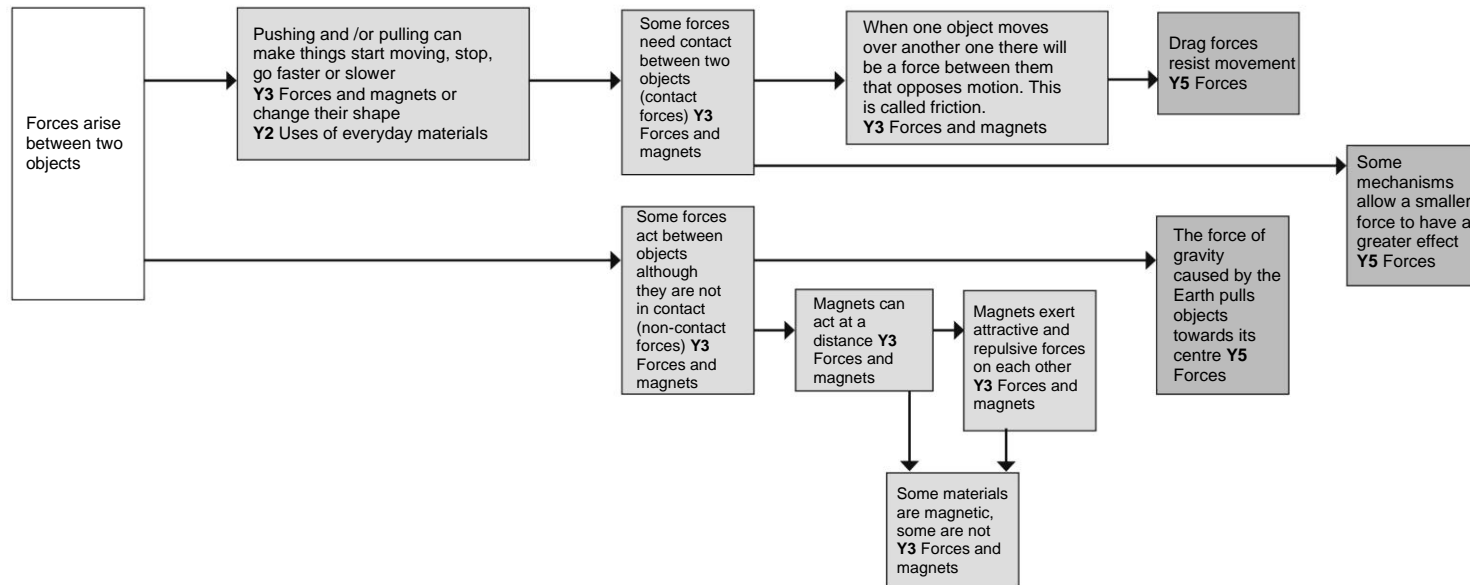 Forces arise
between two
objects
Pushing and /or pulling can
make things start moving, stop,
go faster or slower
Y3 Forces and magnets or
change their shape
Y2 Uses of everyday materials
Some forces
need contact
between two
objects
(contact
forces) Y3
Forces and
magnets
When one object moves
over another one there will
be a force between them
that opposes motion. This
is called friction.
Y3 Forces and magnets
Drag forces
resist movement
Y5 Forces
Some
mechanisms
allow a smaller
force to have a
greater effect
Y5 Forces
Some forces
act between
objects
although
they are not
in contact
(non-contact
forces) Y3
Forces and
magnets
Magnets can
act at a
distance Y3
Forces and
magnets
Magnets exert
attractive and
repulsive forces
on each other
Y3 Forces and
magnets
The force of
gravity
caused by the
Earth pulls
objects
towards its
centre Y5
Forces
Some materials
are magnetic,
some are not
Y3 Forces and
magnets